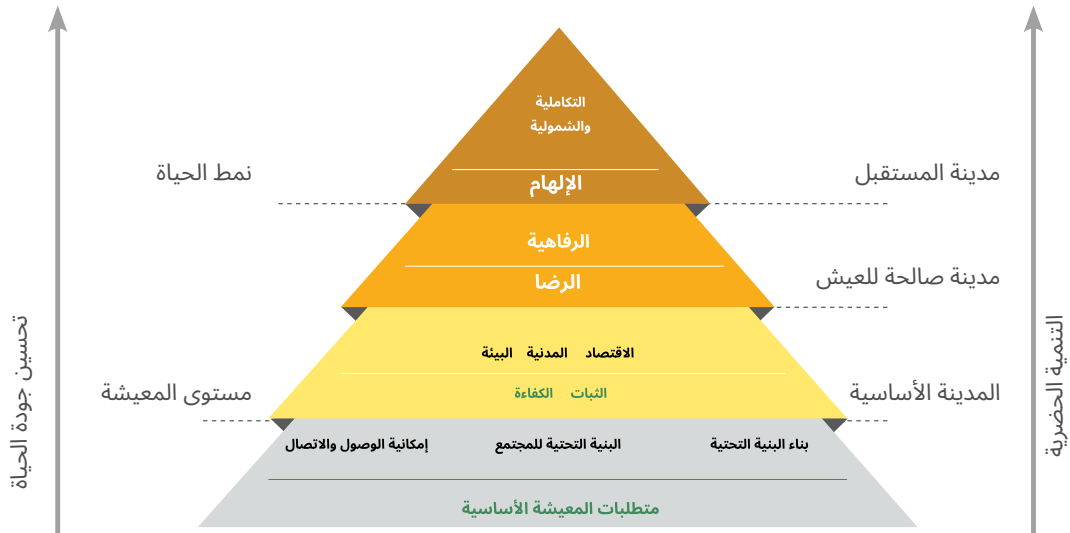 التكاملية
والشمولية
مدينة المستقبل
نمط الحياة
الإلهام
الرفاهية
مدينة صالحة للعيش
الرضا
الاقتصاد المدنية البيئة
المدينة الأساسية
الثبات الكفاءة
مستوى المعيشة
بناء البنية التحتية
البنية التحتية للمجتمع
إمكانية الوصول والاتصال
متطلبات المعيشة الأساسية
التنمية الحضرية
تحسين جودة الحياة